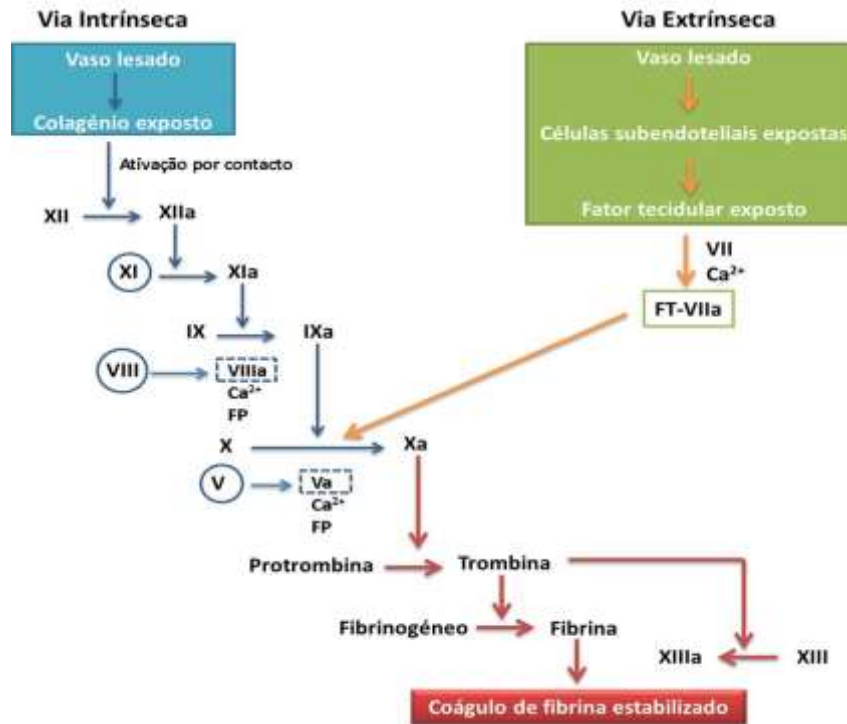 Via Intrínseca
Via Extrínseca
Vaso lesado
Colagénio exposto
Vaso lesado
Células subendoteliais expostas
Fator tecidular exposto
Ativação por contacto
XII
XIIa
VII
Ca²⁺
XI
XIa
FT-VIIa
IX
IXa
VIII
VIIIa
Ca²⁺
FP
X
Xa
V
Va
Ca²⁺
FP
Protrombina
Trombina
Fibrinogéneo
Fibrina
XIIIa
XIII
Coágulo de fibrina estabilizado